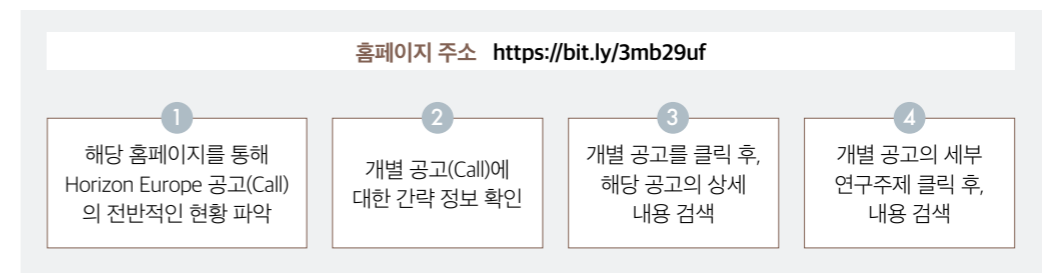 홈페이지 주소 https://bit.ly/3mb29uf
1
해당 홈페이지를 통해
Horizon Europe 공고(Call)
의 전반적인 현황 파악
2
개별 공고(Call)에
대한 간략 정보 확인
3
개별 공고를 클릭 후,
해당 공고의 상세
내용 검색
4
개별 공고의 세부
연구주제 클릭 후,
내용 검색